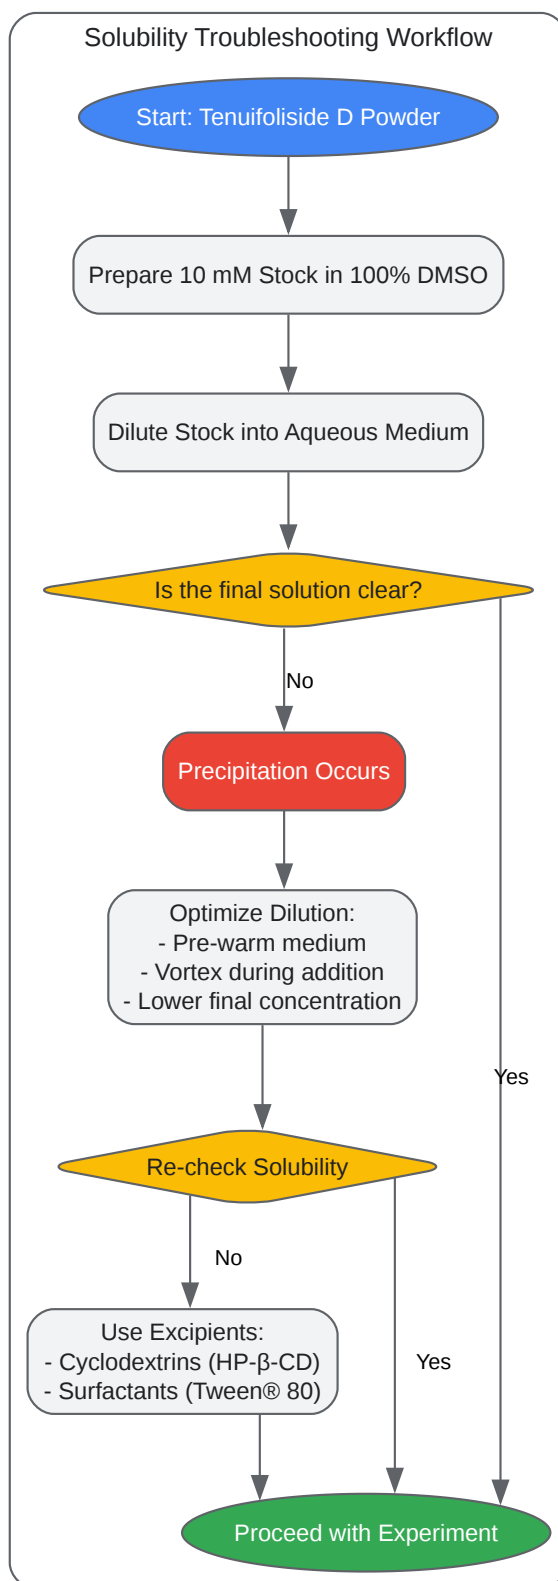 Solubility Troubleshooting Workflow
Start: Tenuifoliside D Powder
Prepare 10 mM Stock in 100% DMSO
Dilute Stock into Aqueous Medium
Is the final solution clear?
No
Precipitation Occurs
Optimize Dilution:
- Pre-warm medium
- Vortex during addition
- Lower final concentration
Yes
Re-check Solubility
No
Use Excipients:
- Cyclodextrins (HP-β-CD)
- Surfactants (Tween® 80)
Yes
Proceed with Experiment